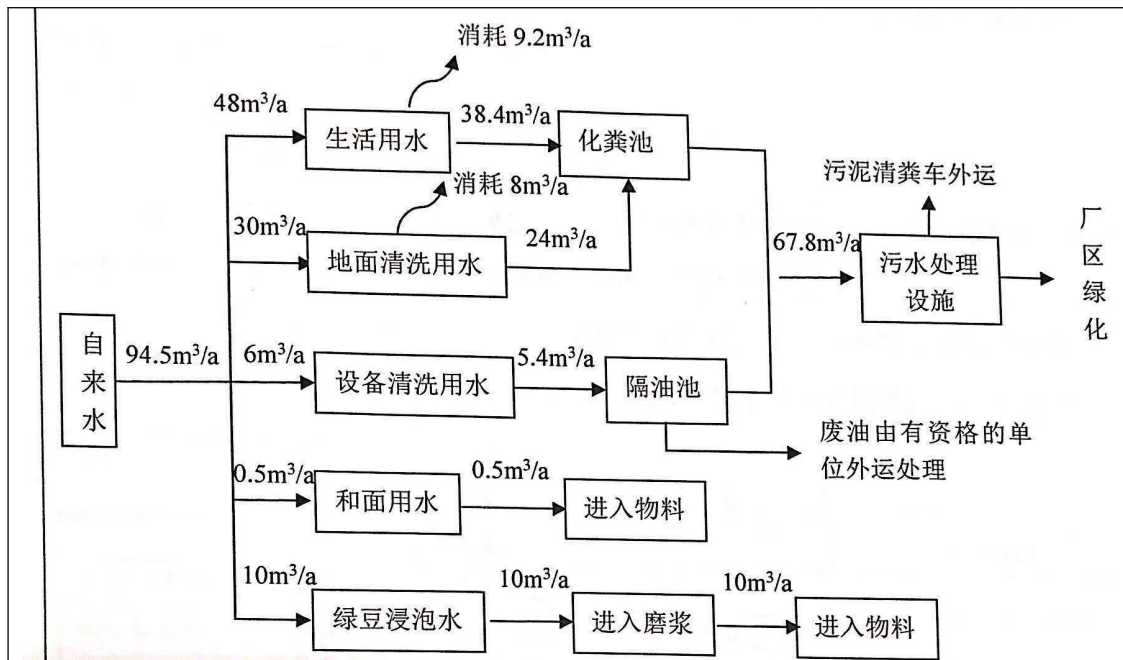 消耗 9.2m³/a
48m³/a
生活用水
38.4m³/a
化粪池
消耗 8m³/a
30m³/a
地面清洗用水
24m³/a
污泥清粪车外运
67.8m³/a
污水处理
设施
厂
区
绿
化
自
来
水
94.5m³/a
6m³/a
设备清洗用水
5.4m³/a
隔油池
废油由有资格的单
位外运处理
0.5m³/a
和面用水
0.5m³/a
进入物料
10m³/a
绿豆浸泡水
10m³/a
进入磨浆
10m³/a
进入物料